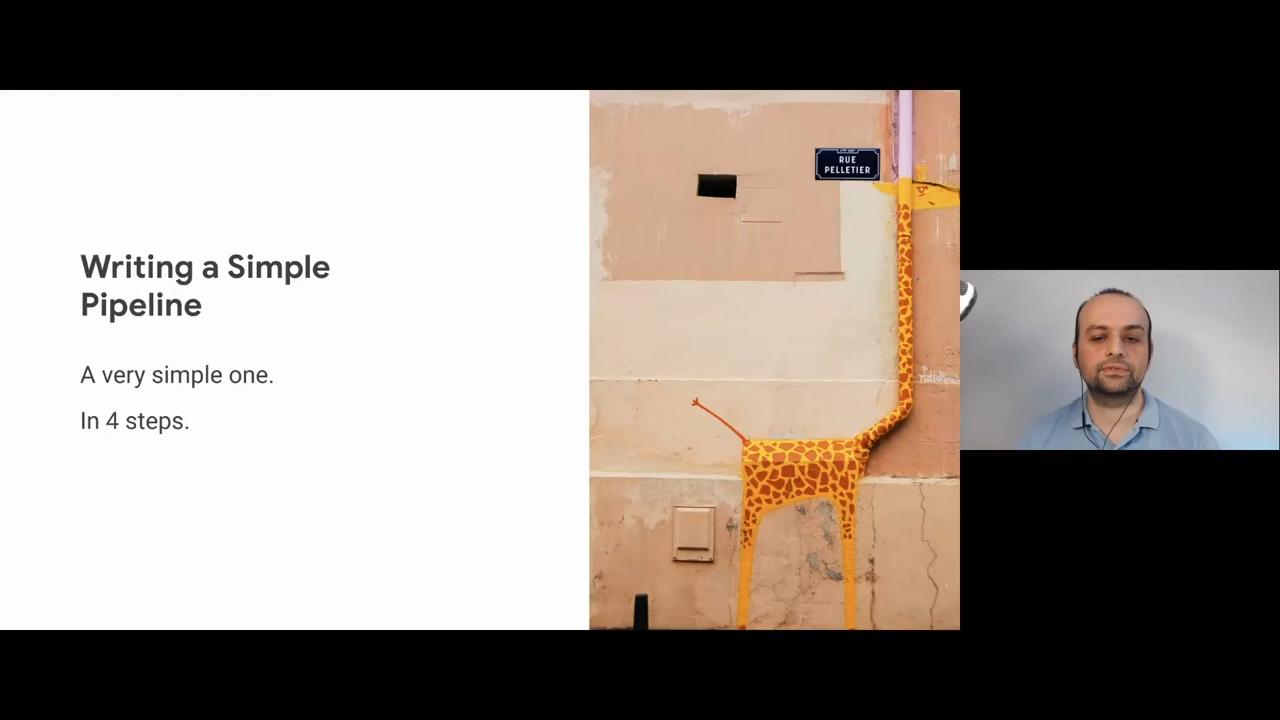 Writing a Simple
Pipeline
A very simple one.
In 4 steps.
RUE
PELLETIER